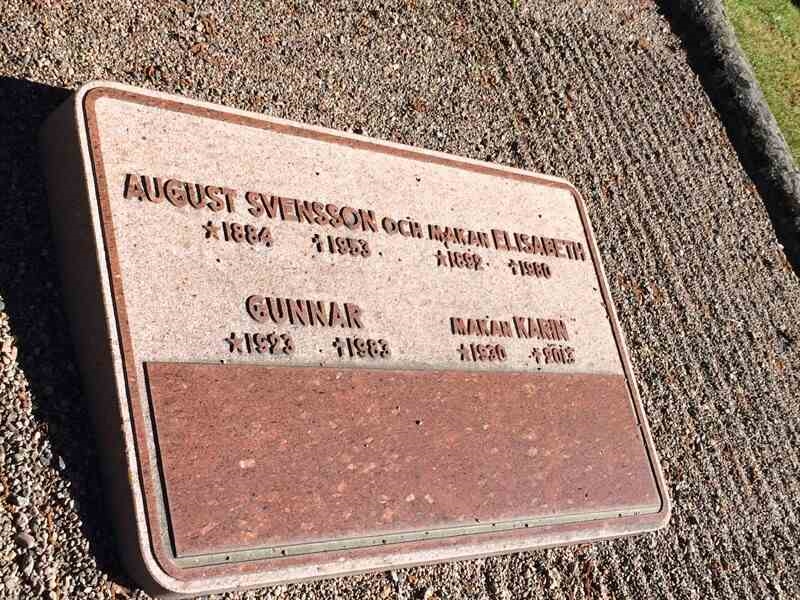 AUGUST SVENSSON OCH MAKAN ELISABETH
★1884 †1953 ★1892 †1980
GUNNAR MAKAN KARIN
★1923 †1983 ★1930 †2013